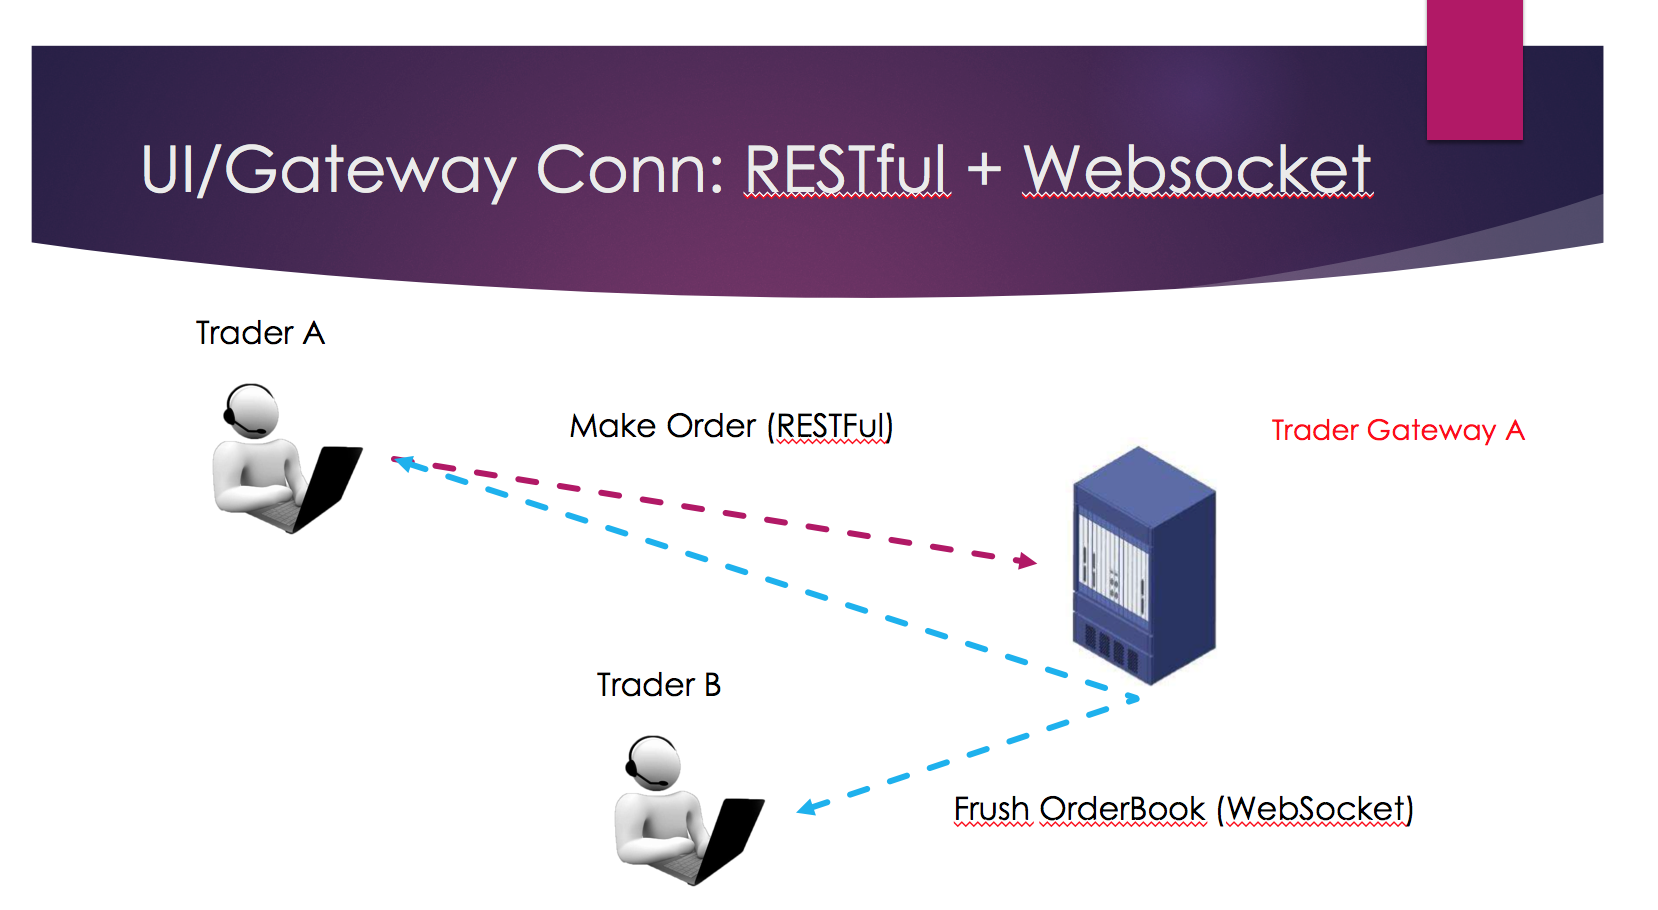 UI/Gateway Conn: RESTful + Websocket
Trader A
Make Order (RESTFul)
Trader Gateway A
Trader B
Frush OrderBook (WebSocket)